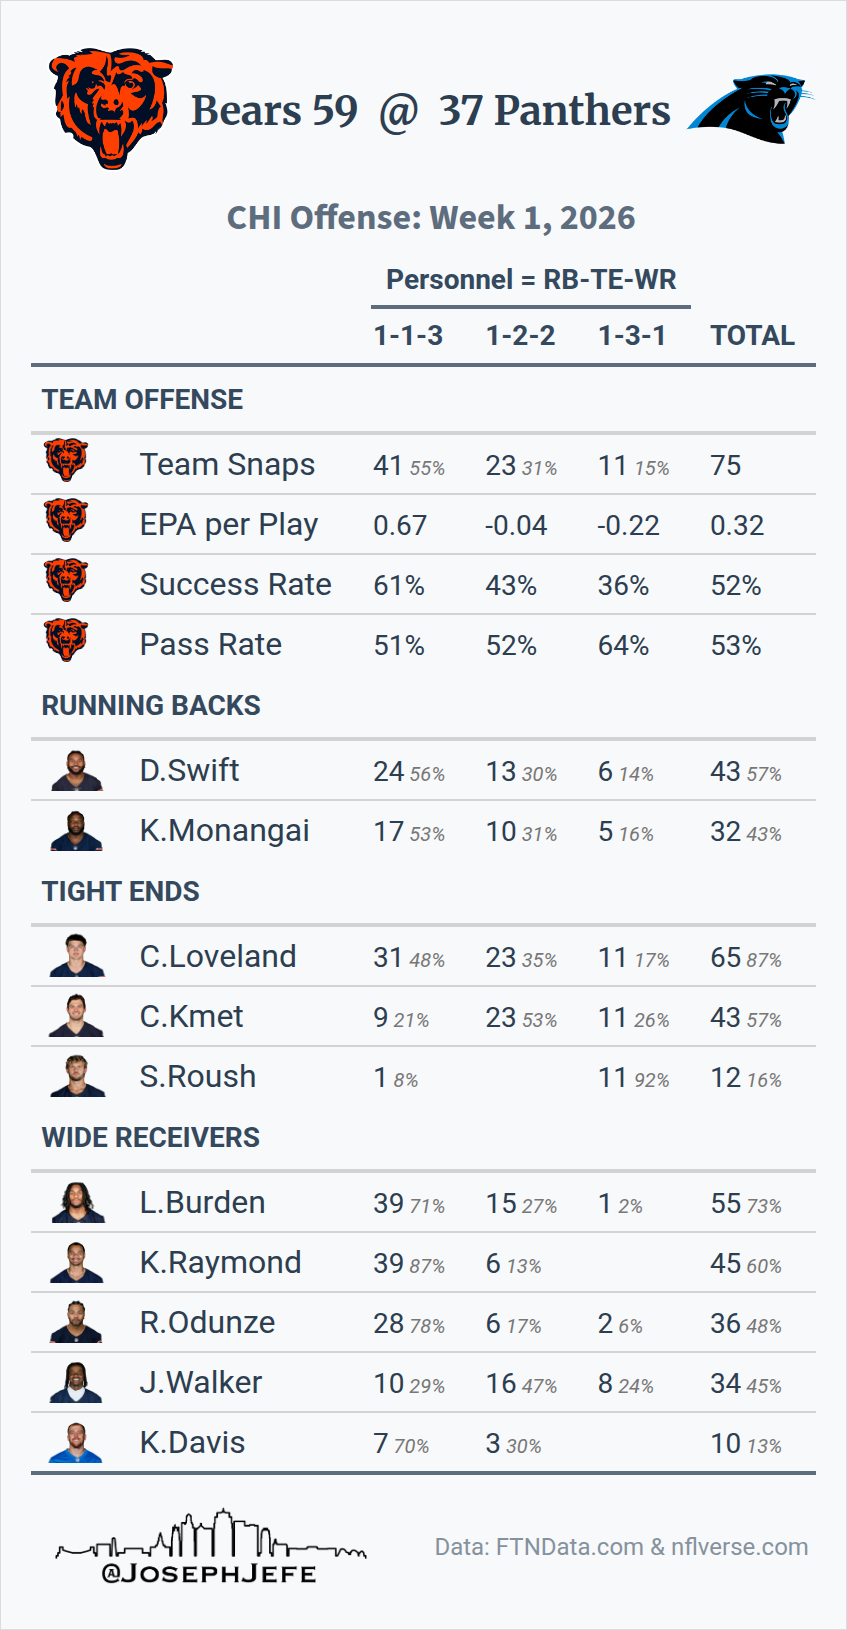 Bears 59 @ 37 Panthers
CHI Offense: Week 1, 2026
Personnel = RB-TE-WR
1-1-3 1-2-2 1-3-1 TOTAL
TEAM OFFENSE
Team Snaps 41 55% 23 31% 11 15% 75
EPA per Play 0.67 -0.04 -0.22 0.32
Success Rate 61% 43% 36% 52%
Pass Rate 51% 52% 64% 53%
RUNNING BACKS
D.Swift 24 56% 13 30% 6 14% 43 57%
K.Monangai 17 53% 10 31% 5 16% 32 43%
TIGHT ENDS
C.Loveland 31 48% 23 35% 11 17% 65 87%
C.Kmet 9 21% 23 53% 11 26% 43 57%
S.Roush 1 8% 11 92% 12 16%
WIDE RECEIVERS
L.Burden 39 71% 15 27% 1 2% 55 73%
K.Raymond 39 87% 6 13% 45 60%
R.Odunze 28 78% 6 17% 2 6% 36 48%
J.Walker 10 29% 16 47% 8 24% 34 45%
K.Davis 7 70% 3 30% 10 13%
@JosephJefe
Data: FTNData.com & nflverse.com